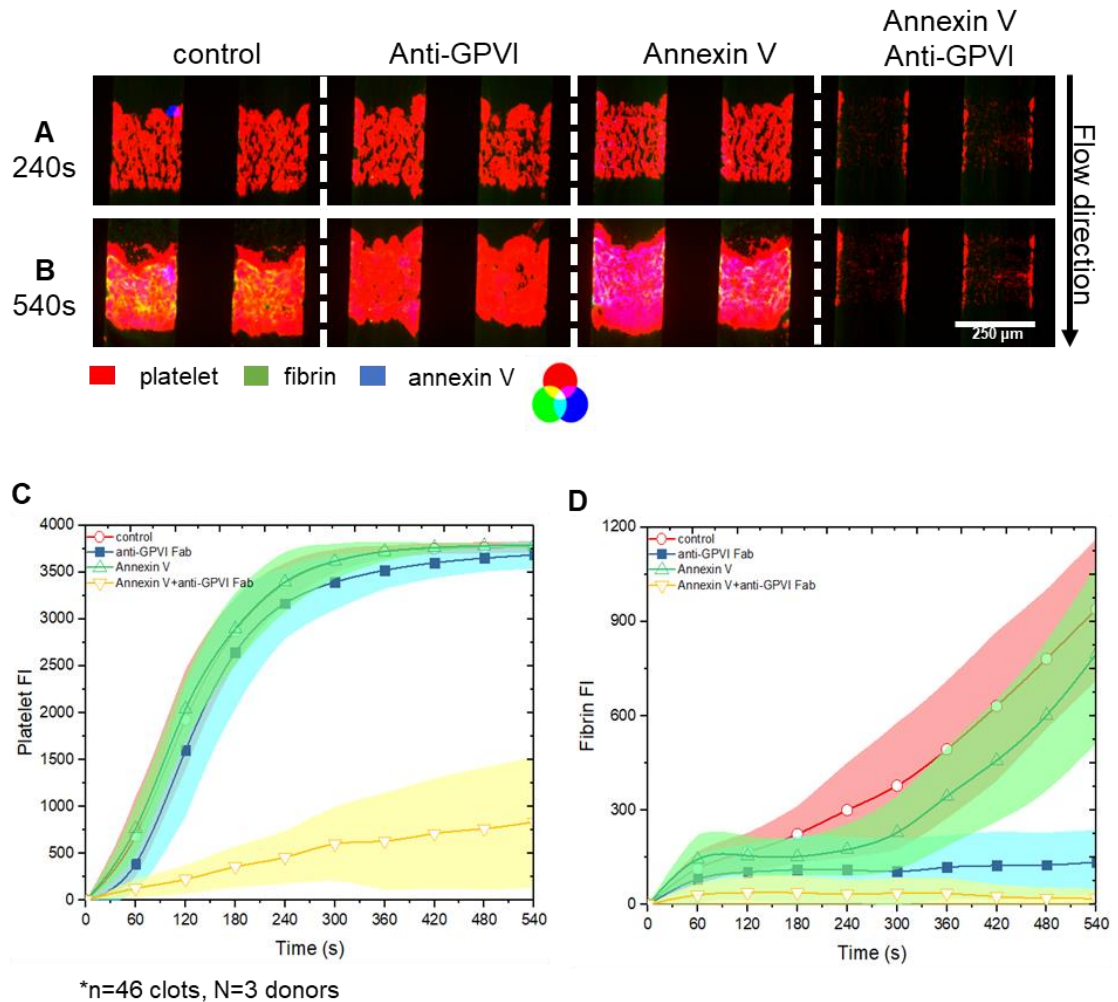 Annexin V
control Anti-GPVI Annexin V Anti-GPVI
A
240s
B
540s
Flow direction
250 µm
platelet fibrin annexin V
C
4000
3500
3000
2500
2000
1500
1000
500
0
Platelet FI
control
anti-GPVI Fab
Annexin V
Annexin V+anti-GPVI Fab
0 60 120 180 240 300 360 420 480 540
Time (s)
D
1200
900
600
300
0
Fibrin FI
control
anti-GPVI Fab
Annexin V
Annexin V+anti-GPVI Fab
0 60 120 180 240 300 360 420 480 540
Time (s)
*n=46 clots, N=3 donors